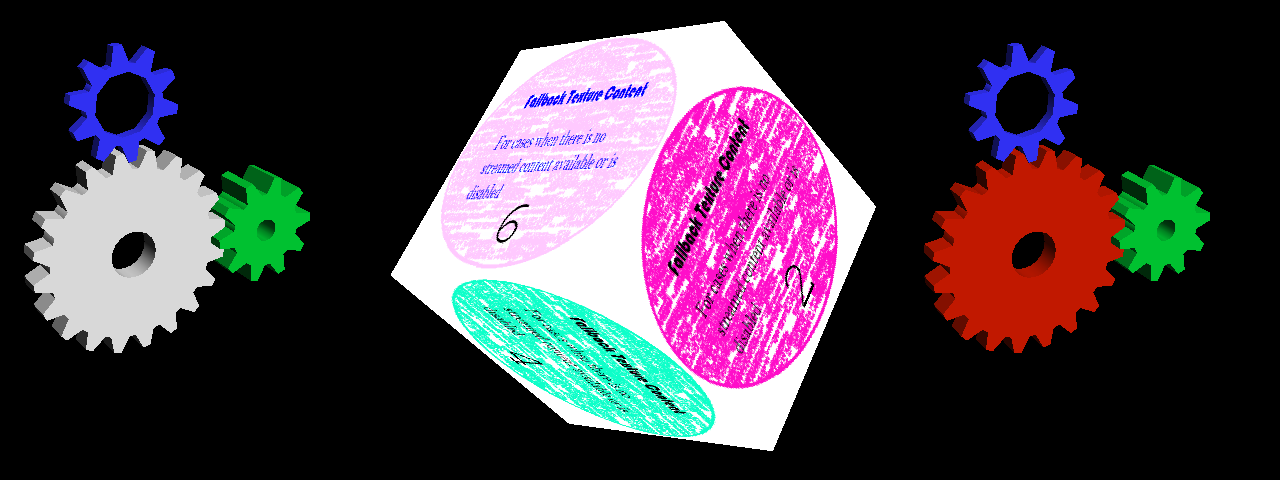 Fallback Texture Content
For cases when there is no
streamed content available or is
disabled
6
Fallback Texture Content
For cases when there is no
streamed content available or is
disabled
2
Fallback Texture Content
For cases when there is no
streamed content available or is
disabled